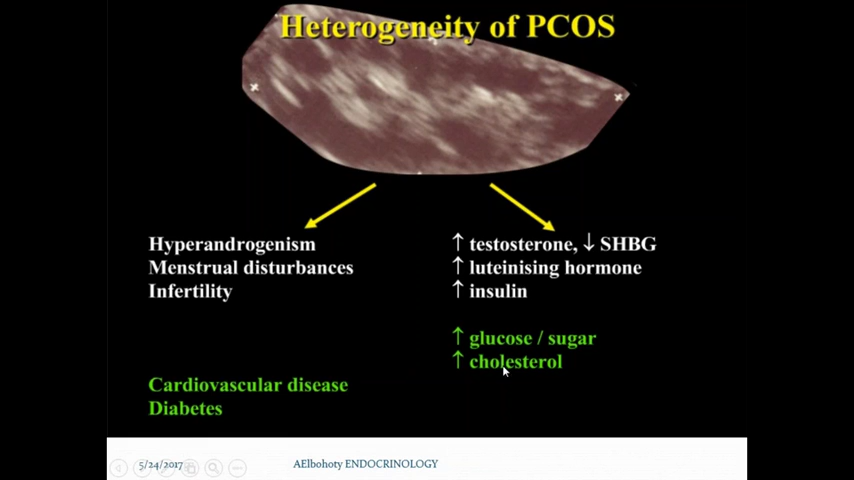 Heterogeneity of PCOS
Hyperandrogenism
Menstrual disturbances
Infertility
↑ testosterone, ↓ SHBG
↑ luteinising hormone
↑ insulin
↑ glucose / sugar
↑ cholesterol
Cardiovascular disease
Diabetes
5/24/2017
AElbohoty ENDOCRINOLOGY